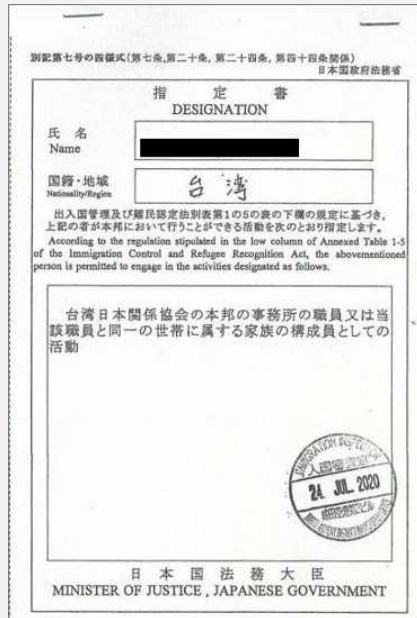 別記第七号の四様式(第七条,第二十条,第二十四条,第四十四条関係)
日本国政府法務省
指定書
DESIGNATION
氏名
Name
国籍・地域
Nationality/Region
台湾
出入国管理及び難民認定法別表第1の5の表の下欄の規定に基づき,
上記の者が本邦において行うことができる活動を次のとおり指定します。
According to the regulation stipulated in the low column of Annexed Table 1-5
of the Immigration Control and Refugee Recognition Act, the abovementioned
person is permitted to engage in the activities designated as follows.
台湾日本関係協会の本邦の事務所の職員又は当
該職員と同一の世帯に属する家族の構成員としての
活動
IMMIGRATION INSPECTOR
入国審査官
24 JUL. 2020
日本国法務大臣
MINISTER OF JUSTICE , JAPANESE GOVERNMENT